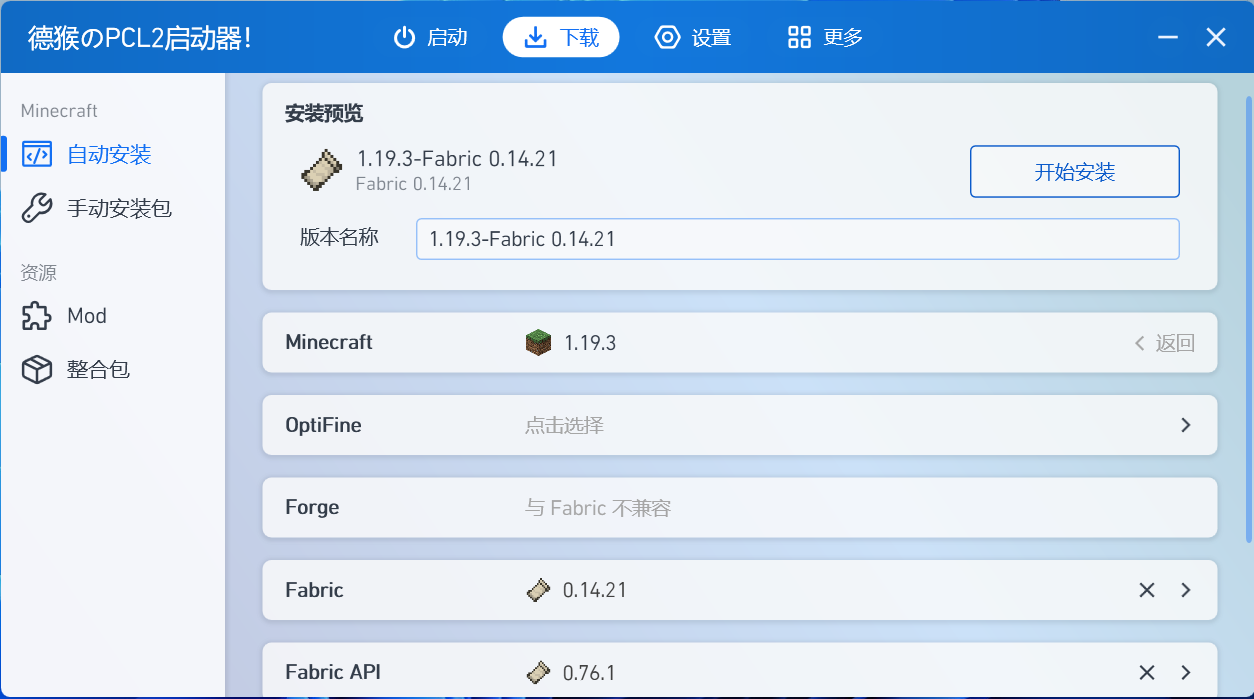 德猴のPCL2启动器!
启动
下载
设置
更多
Minecraft
自动安装
手动安装包
资源
Mod
整合包
安装预览
1.19.3-Fabric 0.14.21
Fabric 0.14.21
开始安装
版本名称
1.19.3-Fabric 0.14.21
Minecraft 1.19.3 返回
OptiFine 点击选择
Forge 与 Fabric 不兼容
Fabric 0.14.21
Fabric API 0.76.1